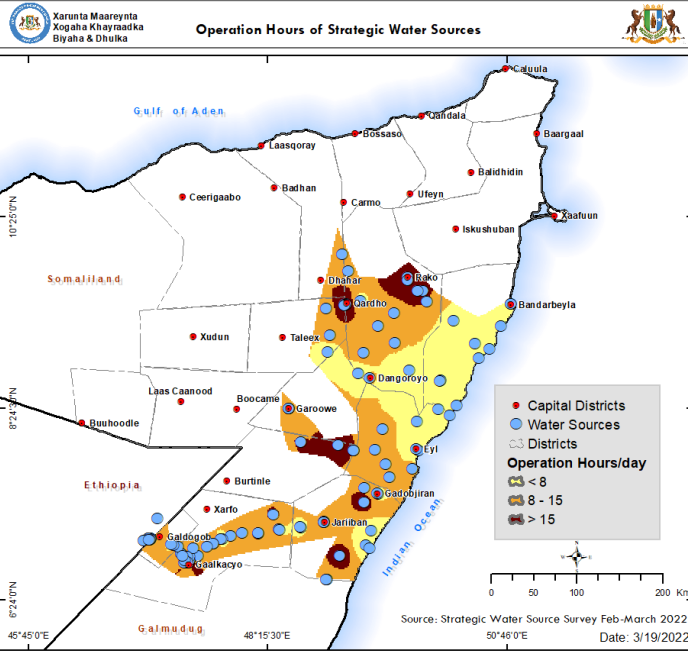 Xarunta Maareynta
Xogaha Khayraadka
Biyaha & Dhulka
Operation Hours of Strategic Water Sources
Caluula
Gulf of Aden
Qandala
Bossaso
Baargaal
Laasqoray
Balidhidin
Badhan
Ufeyn
Ceerigaabo
Carmo
Xaafuun
10°25'0"N
Iskushuban
Somaliland
Dhahar
Rako
Qardho
Bandarbeyla
Xudun
Taleex
Dangoroyo
Laas Caanood
Boocame
Garoowe
8°24'30"N
Buuhoodle
Eyl
Ethiopia
Burtinle
Gadobjiran
Xarfo
Jariban
Galdogob
Gaalkacyo
Indian Ocean
Capital Districts
Water Sources
Districts
Operation Hours/day
< 8
8 - 15
> 15
6°24'0"N
0 50 100 200 Km
Source: Strategic Water Source Survey Feb-March 2022
Galmudug
45°45'0"E 48°15'30"E 50°46'0"E
Date: 3/19/2022